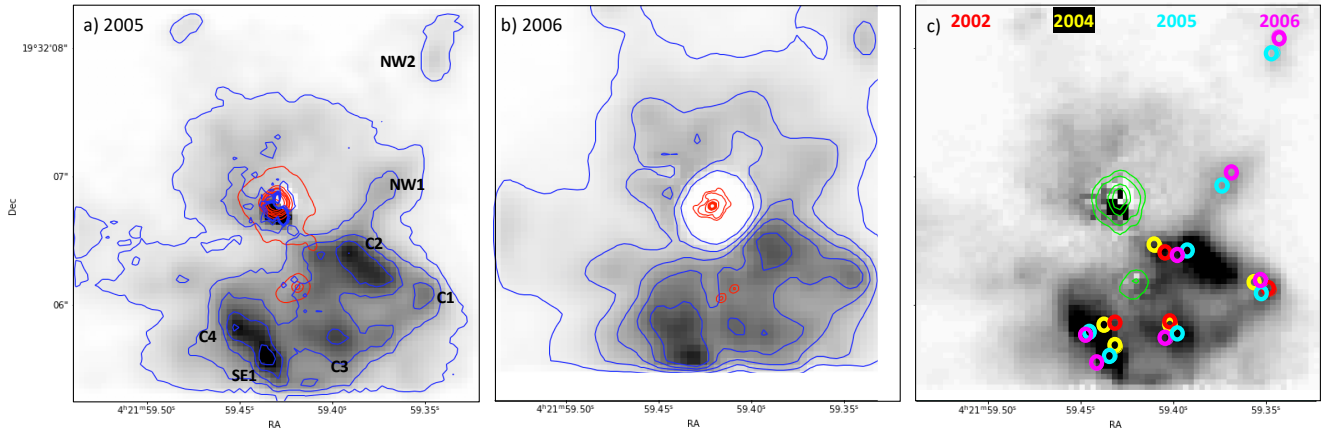 a) 2005
b) 2006
c)
2002
2004
2005
2006
19°32'08"
07"
06"
Dec
NW2
NW1
C2
C1
C4
C3
SE1
4ʰ21ᵐ59.50ˢ
59.45ˢ
59.40ˢ
59.35ˢ
RA
4ʰ21ᵐ59.50ˢ
59.45ˢ
59.40ˢ
59.35ˢ
RA
4ʰ21ᵐ59.50ˢ
59.45ˢ
59.40ˢ
59.35ˢ
RA